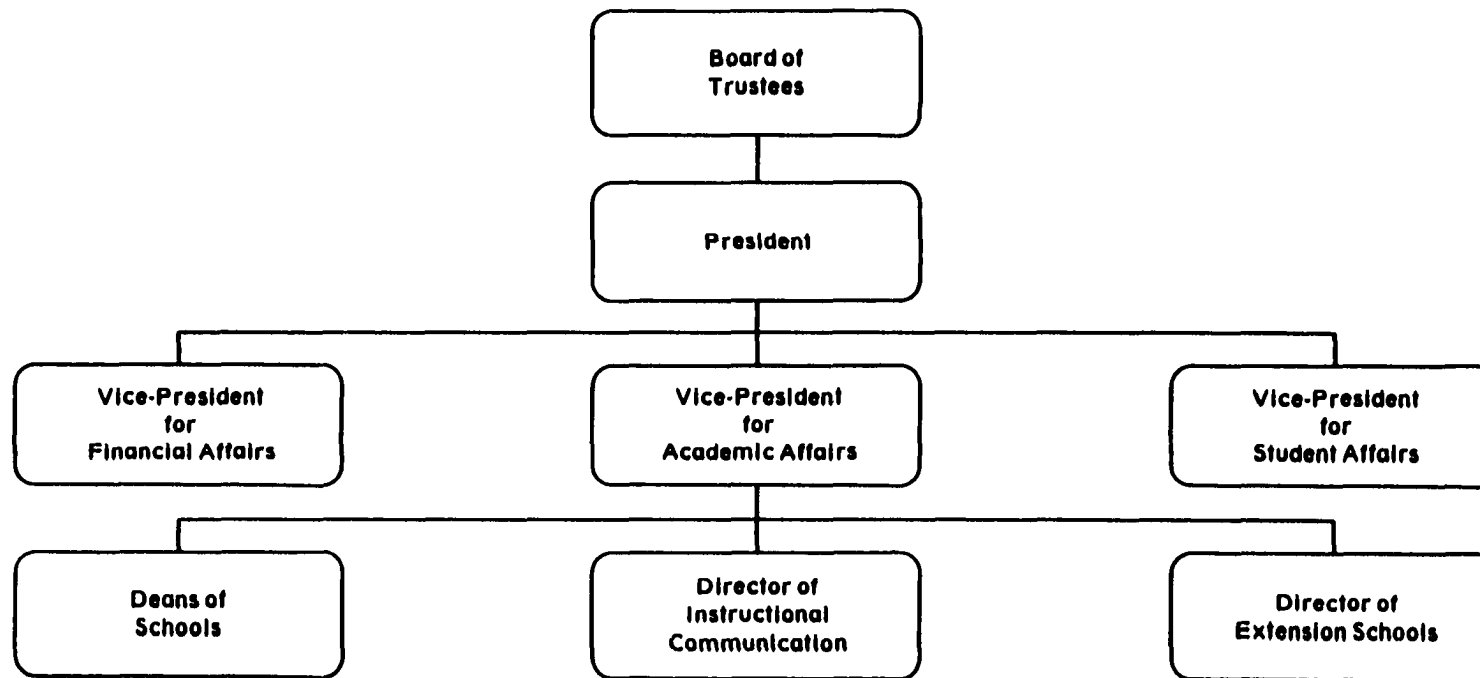 Board of
Trustees
President
Vice-President
for
Financial Affairs
Vice-President
for
Academic Affairs
Vice-President
for
Student Affairs
Deans of
Schools
Director of
Instructional
Communication
Director of
Extension Schools